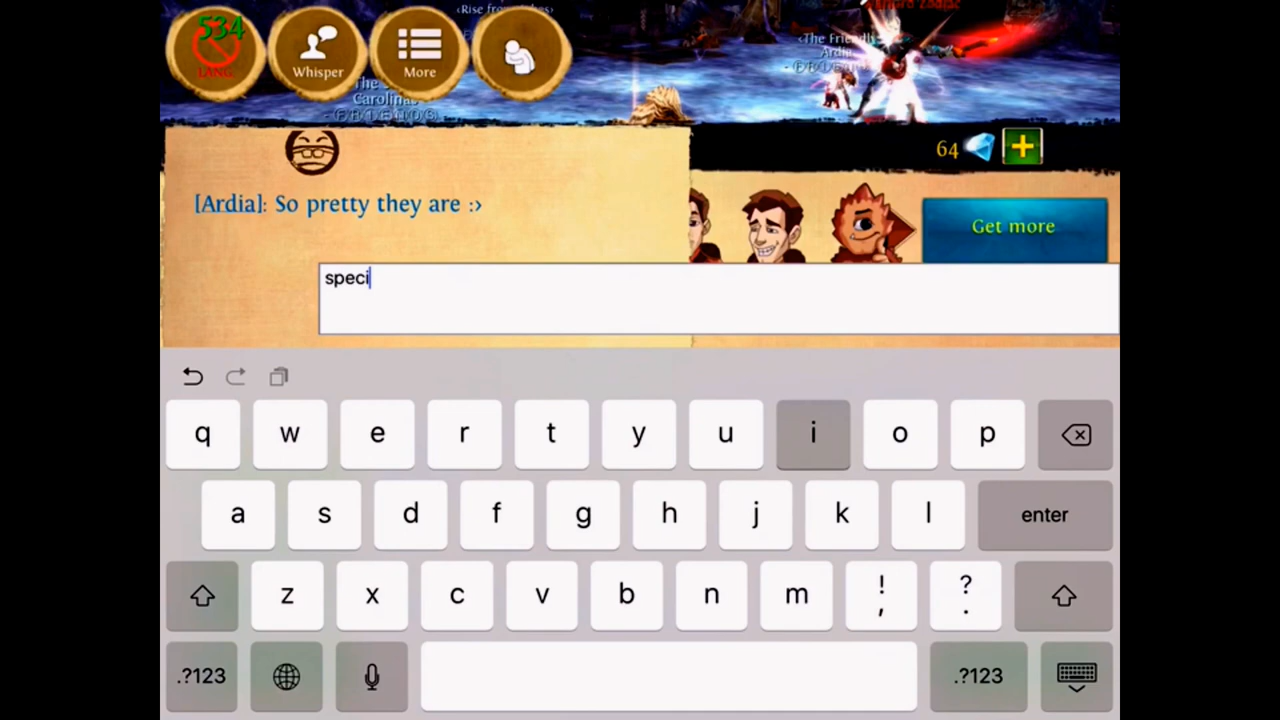 534
LANG.
Whisper
More
‹The Friendly
Ardia
The
Carolinas
- (F(R(I(E(N(D(S) -
64
[Ardia]: So pretty they are :›
Get more
speci
q w e r t y u i o p
a s d f g h j k l enter
z x c v b n m ! , ? .
.?123 .?123